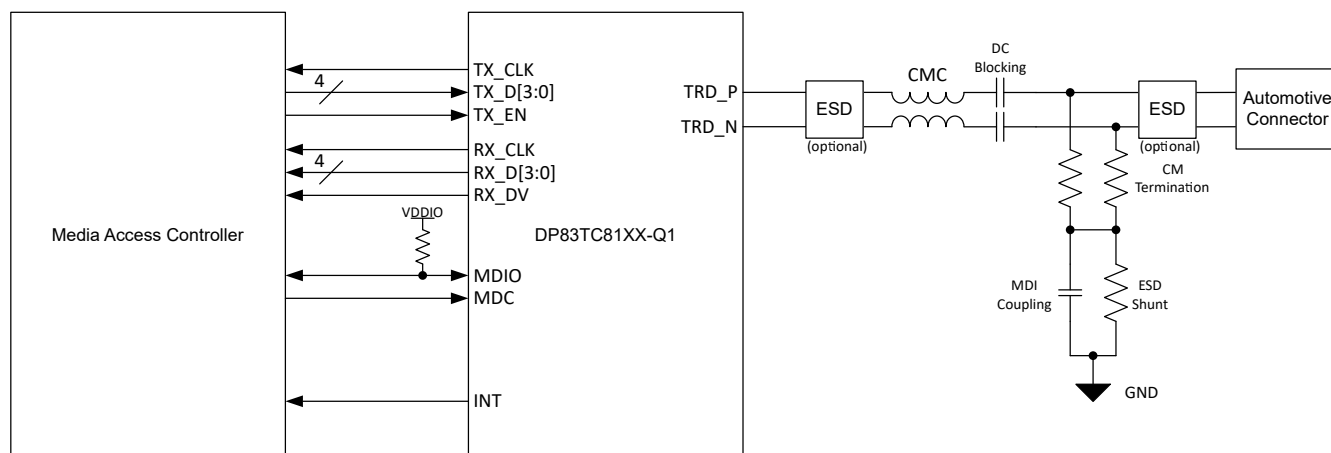 Media Access Controller
DP83TC81XX-Q1
TX_CLK
4
TX_D[3:0]
TX_EN
RX_CLK
4
RX_D[3:0]
RX_DV
VDDIO
MDIO
MDC
INT
TRD_P
TRD_N
ESD
(optional)
CMC
DC
Blocking
ESD
(optional)
Automotive
Connector
CM
Termination
MDI
Coupling
ESD
Shunt
GND